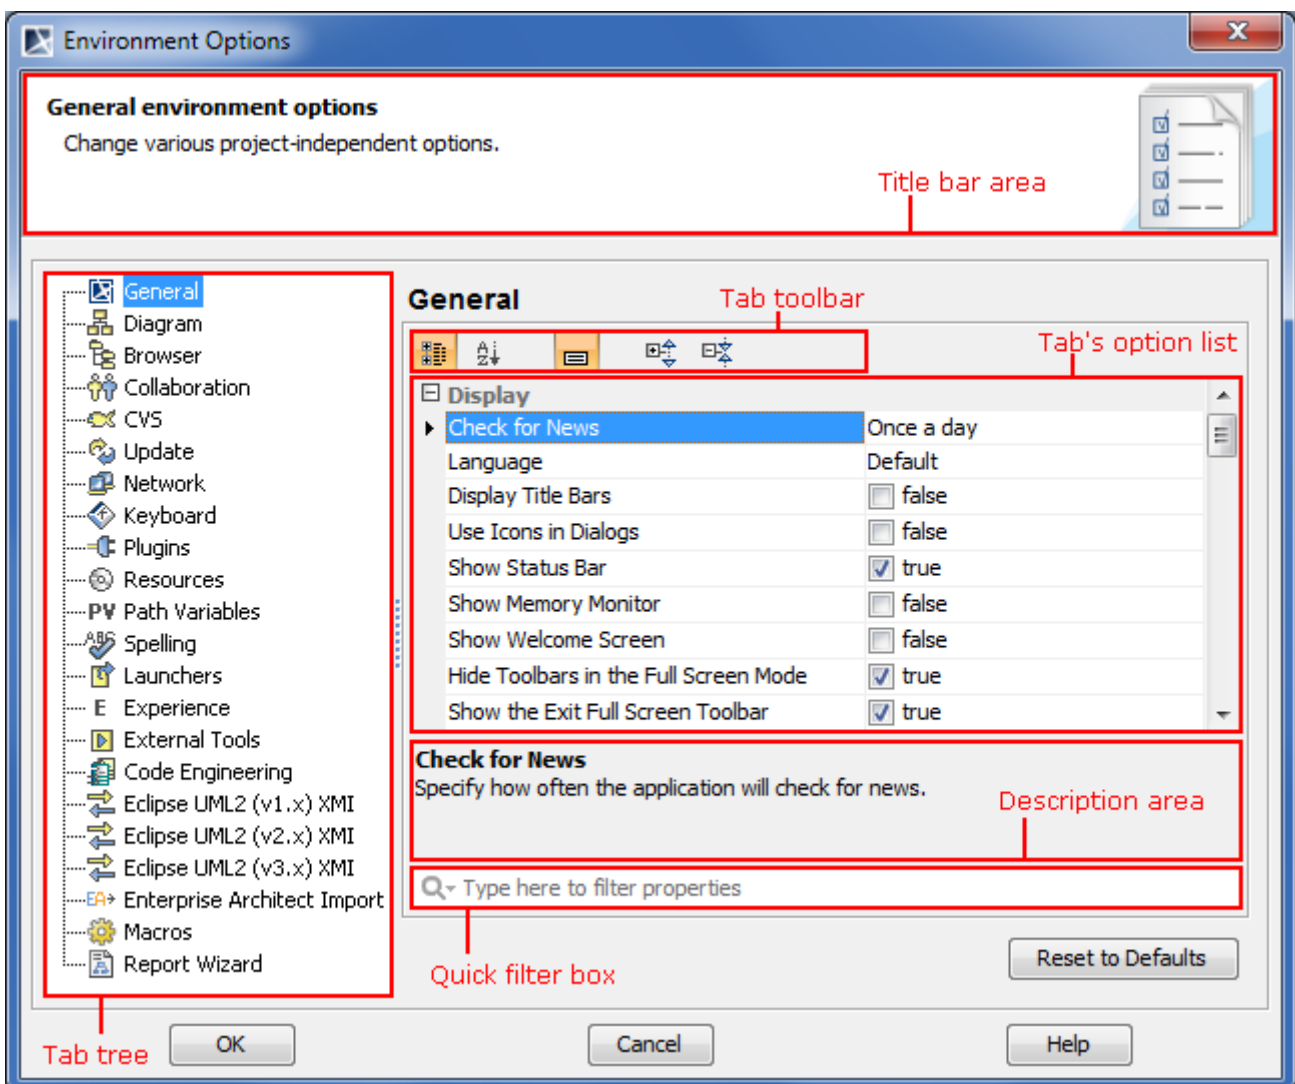 Environment Options
General environment options
Change various project-independent options.
Title bar area
General
Diagram
Browser
Collaboration
CVS
Update
Network
Keyboard
Plugins
Resources
PV Path Variables
ABC Spelling
Launchers
E Experience
External Tools
Code Engineering
Eclipse UML2 (v1.x) XMI
Eclipse UML2 (v2.x) XMI
Eclipse UML2 (v3.x) XMI
EA Enterprise Architect Import
Macros
Report Wizard
Tab tree
General
Tab toolbar
Tab's option list
A
Z
Display
Check for News Once a day
Language Default
Display Title Bars false
Use Icons in Dialogs false
Show Status Bar true
Show Memory Monitor false
Show Welcome Screen false
Hide Toolbars in the Full Screen Mode true
Show the Exit Full Screen Toolbar true
Check for News
Specify how often the application will check for news.
Description area
Type here to filter properties
Quick filter box
Reset to Defaults
OK
Cancel
Help